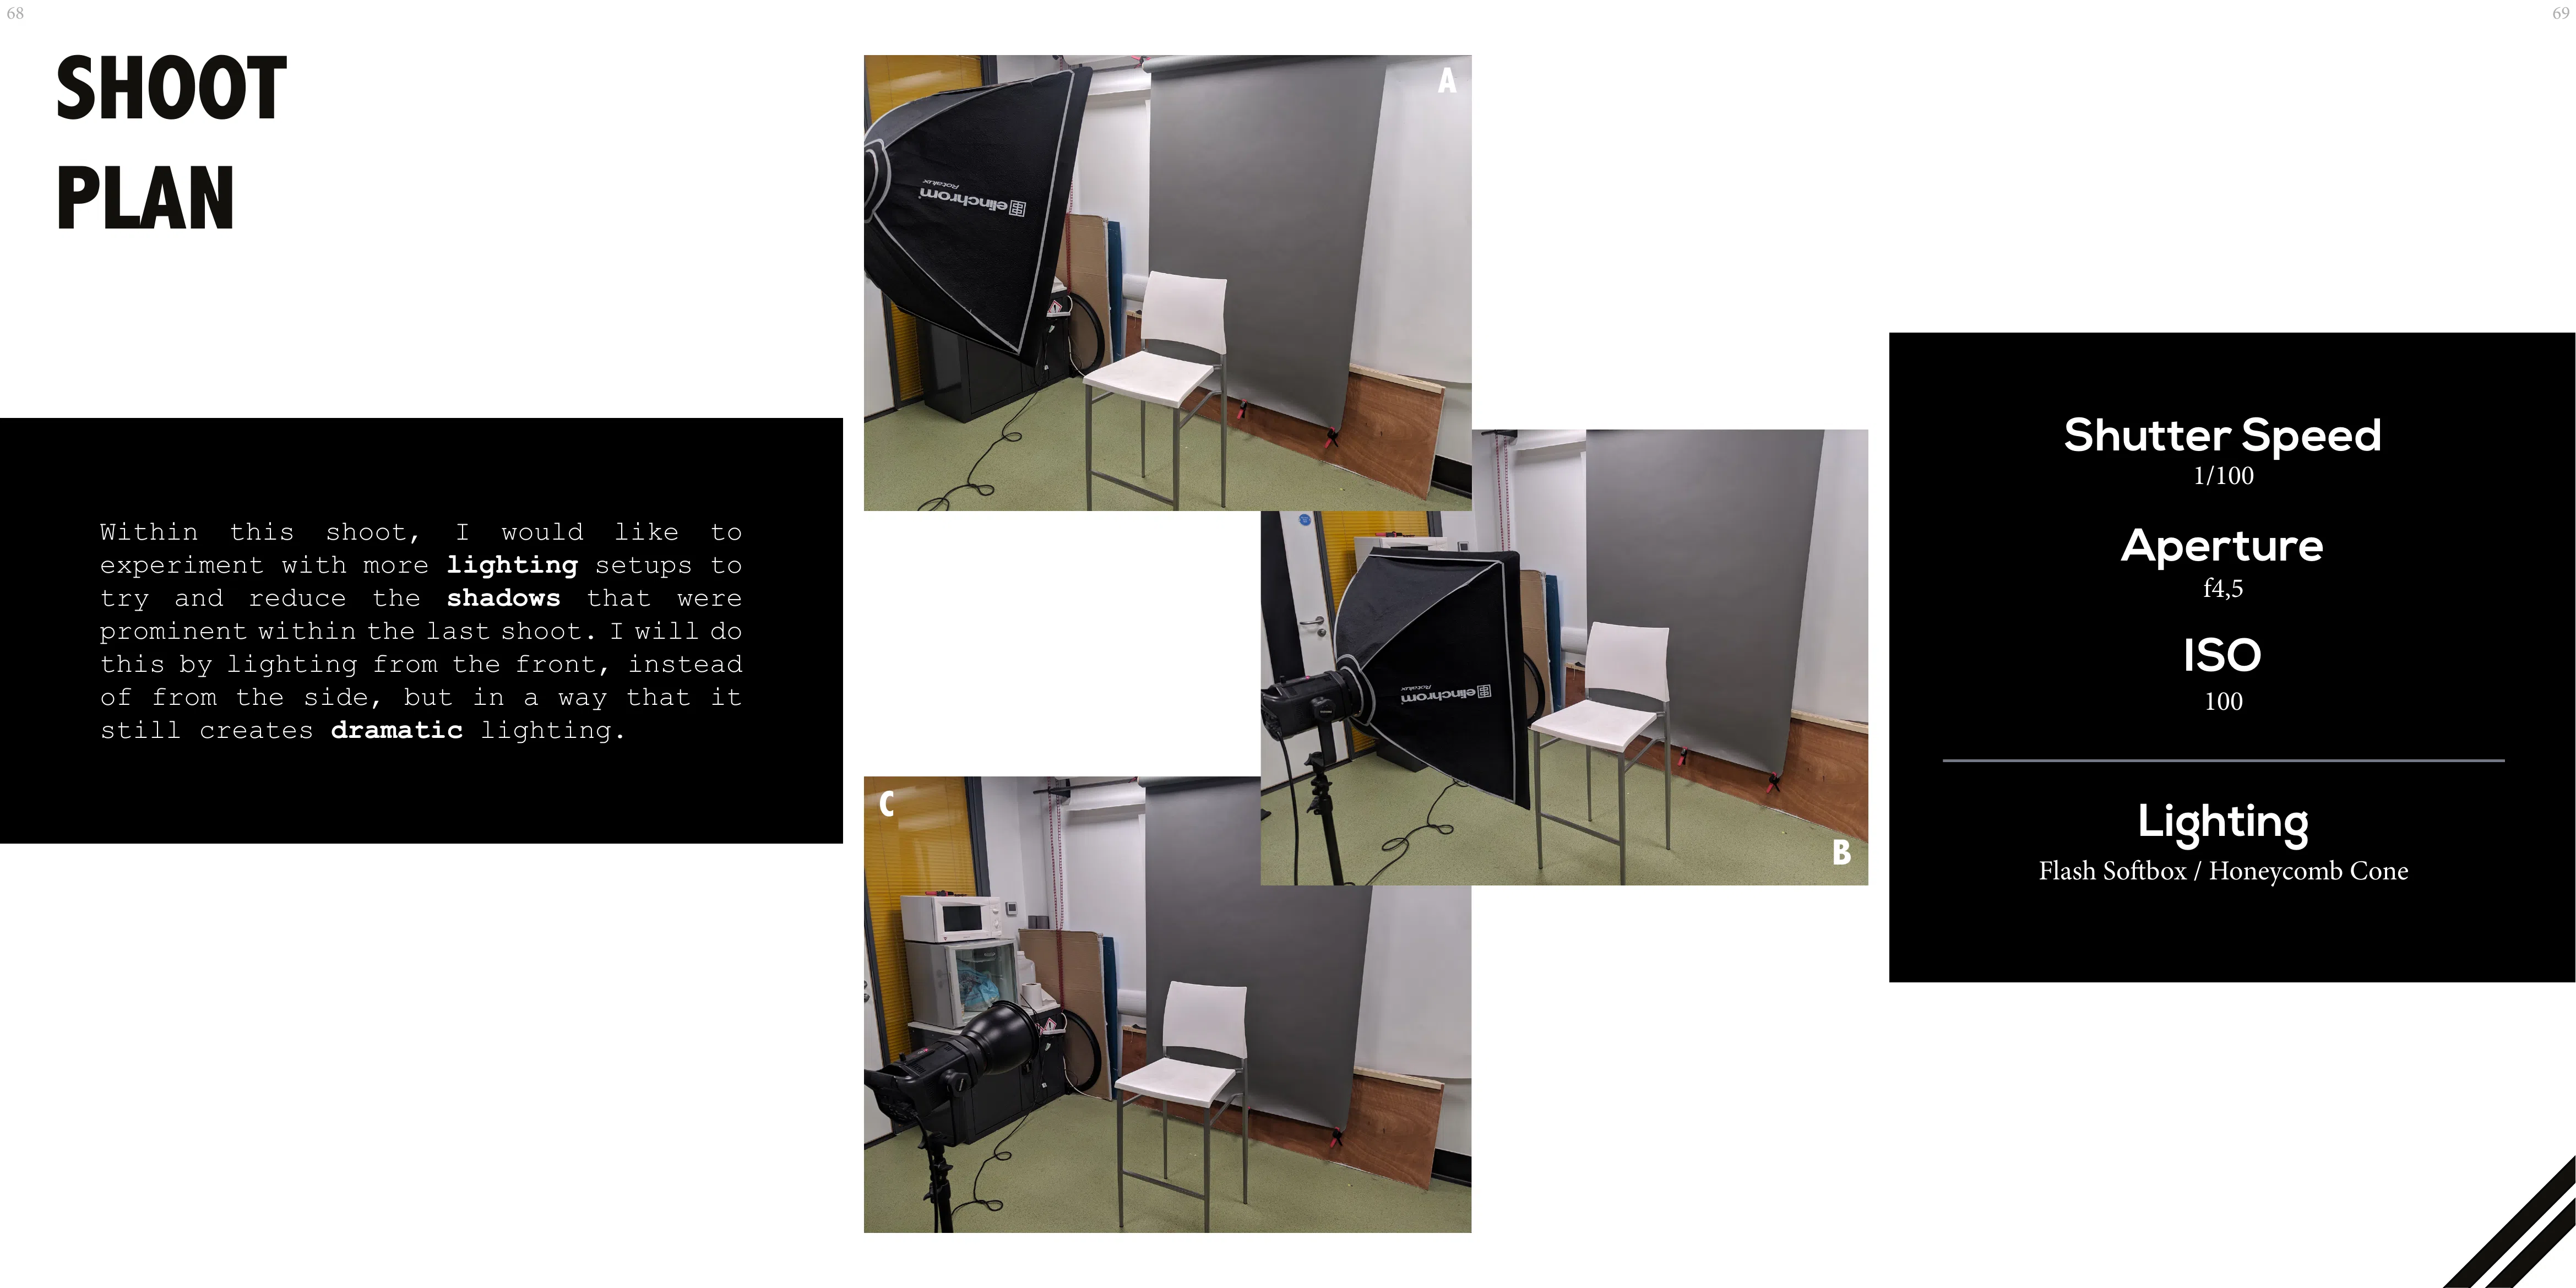 68
69
SHOOT
PLAN
A
elinchrom
Rotalux
Within this shoot, I would like to
experiment with more lighting setups to
try and reduce the shadows that were
prominent within the last shoot. I will do
this by lighting from the front, instead
of from the side, but in a way that it
still creates dramatic lighting.
elinchrom
Rotalux
B
C
Shutter Speed
1/100
Aperture
f4,5
ISO
100
Lighting
Flash Softbox / Honeycomb Cone